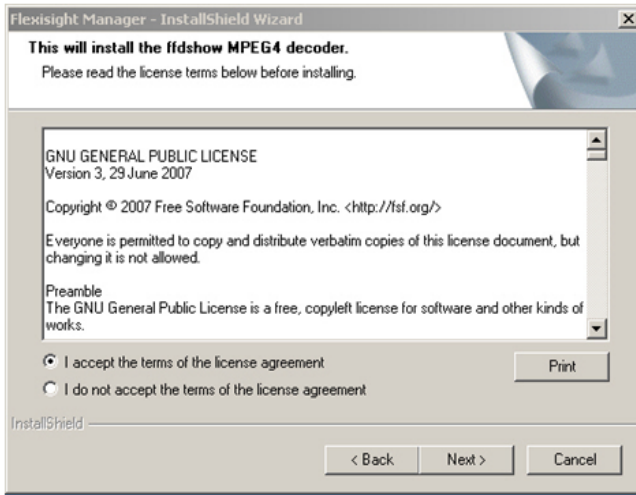 Flexisight Manager - InstallShield Wizard
This will install the ffdshow MPEG4 decoder.
Please read the license terms below before installing.
GNU GENERAL PUBLIC LICENSE
Version 3, 29 June 2007
Copyright © 2007 Free Software Foundation, Inc. <http://fsf.org/>
Everyone is permitted to copy and distribute verbatim copies of this license document, but
changing it is not allowed.
Preamble
The GNU General Public License is a free, copyleft license for software and other kinds of
works.
I accept the terms of the license agreement
Print
I do not accept the terms of the license agreement
InstallShield
< Back
Next >
Cancel